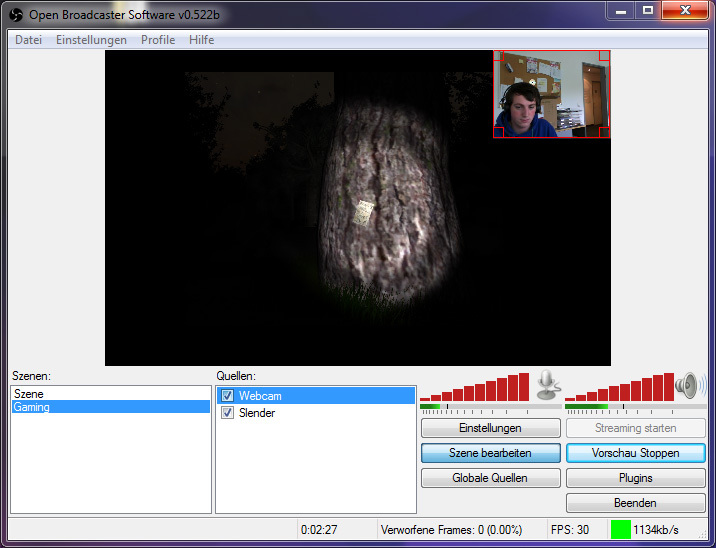 Open Broadcaster Software v0.522b
Datei Einstellungen Profile Hilfe
Szenen:
Szene
Gaming
Quellen:
Webcam
Slender
Einstellungen
Streaming starten
Szene bearbeiten
Vorschau Stoppen
Globale Quellen
Plugins
Beenden
0:02:27 Verworfene Frames: 0 (0.00%) FPS: 30 1134kb/s